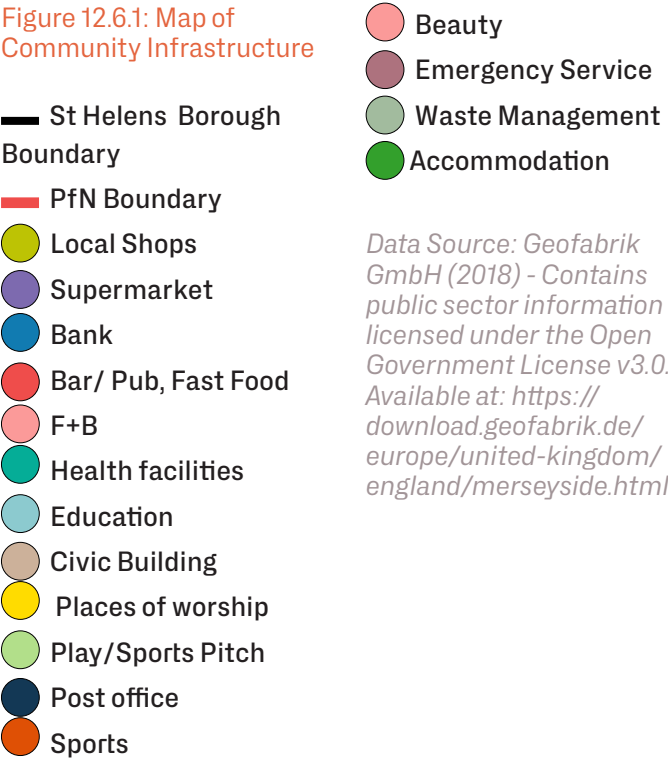 Figure 12.6.1: Map of
Community Infrastructure
St Helens Borough
Boundary
PfN Boundary
Local Shops
Supermarket
Bank
Bar/ Pub, Fast Food
F+B
Health facilities
Education
Civic Building
Places of worship
Play/Sports Pitch
Post office
Sports
Beauty
Emergency Service
Waste Management
Accommodation
Data Source: Geofabrik
GmbH (2018) - Contains
public sector information
licensed under the Open
Government License v3.0.
Available at: https://
download.geofabrik.de/
europe/united-kingdom/
england/merseyside.html